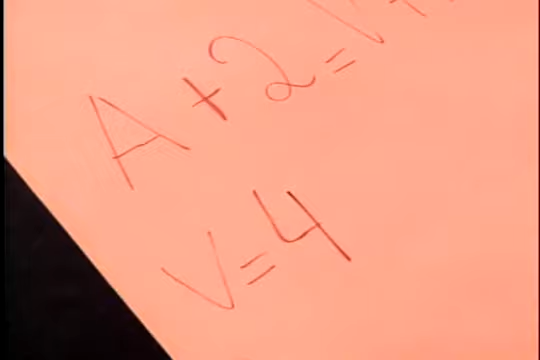 A + 2 = V +
V = 4